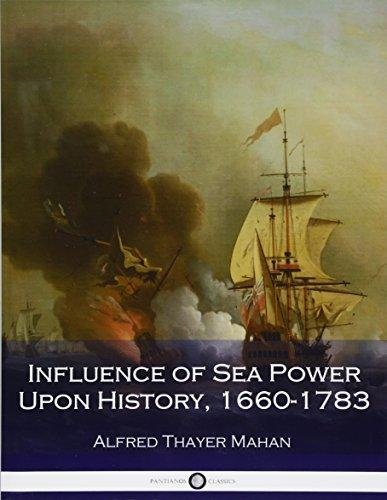 INFLUENCE OF SEA POWER
UPON HISTORY, 1660-1783
ALFRED THAYER MAHAN
PANTIANOS CLASSICS